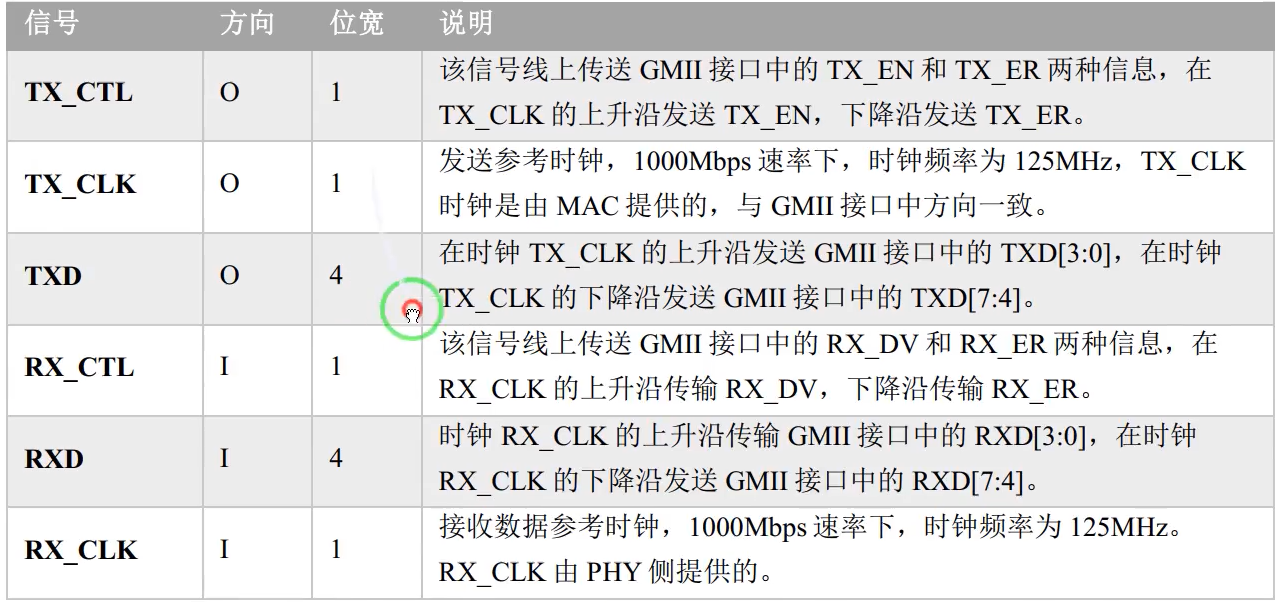 信号 方向 位宽 说明
TX_CTL O 1 该信号线上传送 GMII 接口中的 TX_EN 和 TX_ER 两种信息，在
TX_CLK 的上升沿发送 TX_EN，下降沿发送 TX_ER。
TX_CLK O 1 发送参考时钟，1000Mbps 速率下，时钟频率为 125MHz，TX_CLK
时钟是由 MAC 提供的，与 GMII 接口中方向一致。
TXD O 4 在时钟 TX_CLK 的上升沿发送 GMII 接口中的 TXD[3:0]，在时钟
TX_CLK 的下降沿发送 GMII 接口中的 TXD[7:4]。
RX_CTL I 1 该信号线上传送 GMII 接口中的 RX_DV 和 RX_ER 两种信息，在
RX_CLK 的上升沿传输 RX_DV，下降沿传输 RX_ER。
RXD I 4 时钟 RX_CLK 的上升沿传输 GMII 接口中的 RXD[3:0]，在时钟
RX_CLK 的下降沿发送 GMII 接口中的 RXD[7:4]。
RX_CLK I 1 接收数据参考时钟，1000Mbps 速率下，时钟频率为 125MHz。
RX_CLK 由 PHY 侧提供的。